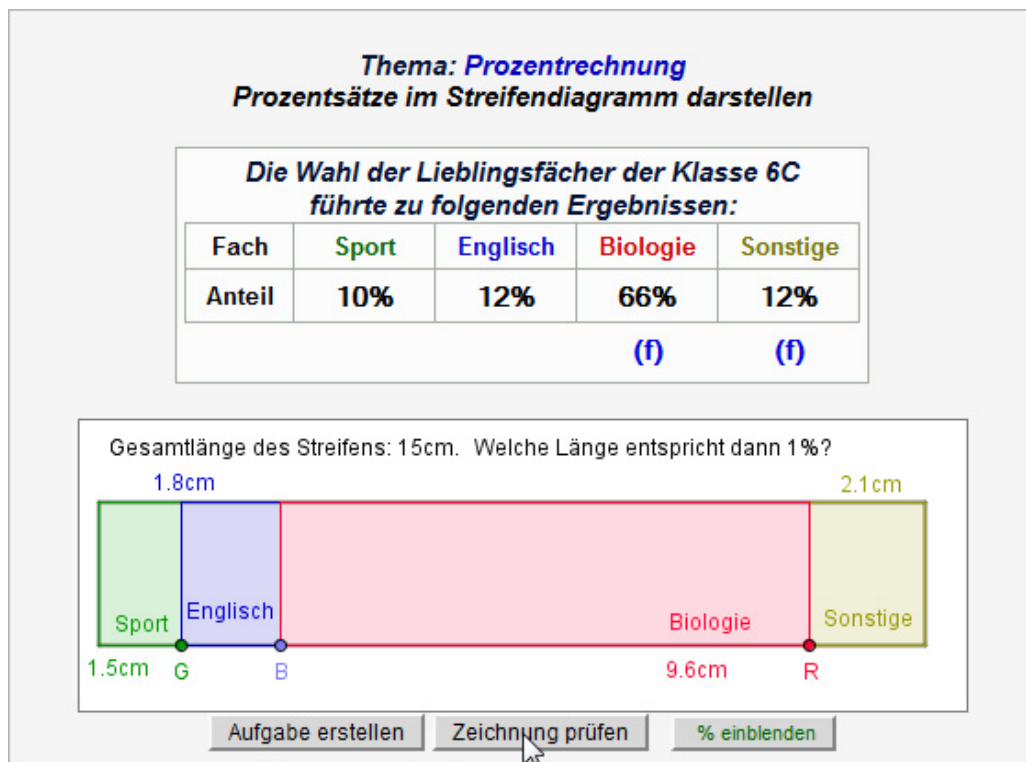 Thema: Prozentrechnung
Prozentsätze im Streifendiagramm darstellen
Die Wahl der Lieblingsfächer der Klasse 6C
führte zu folgenden Ergebnissen:
Fach Sport Englisch Biologie Sonstige
Anteil 10% 12% 66% 12%
(f) (f)
Gesamtlänge des Streifens: 15cm. Welche Länge entspricht dann 1%?
1.8cm 2.1cm
Sport Englisch Biologie Sonstige
1.5cm G B 9.6cm R
Aufgabe erstellen Zeichnung prüfen % einblenden